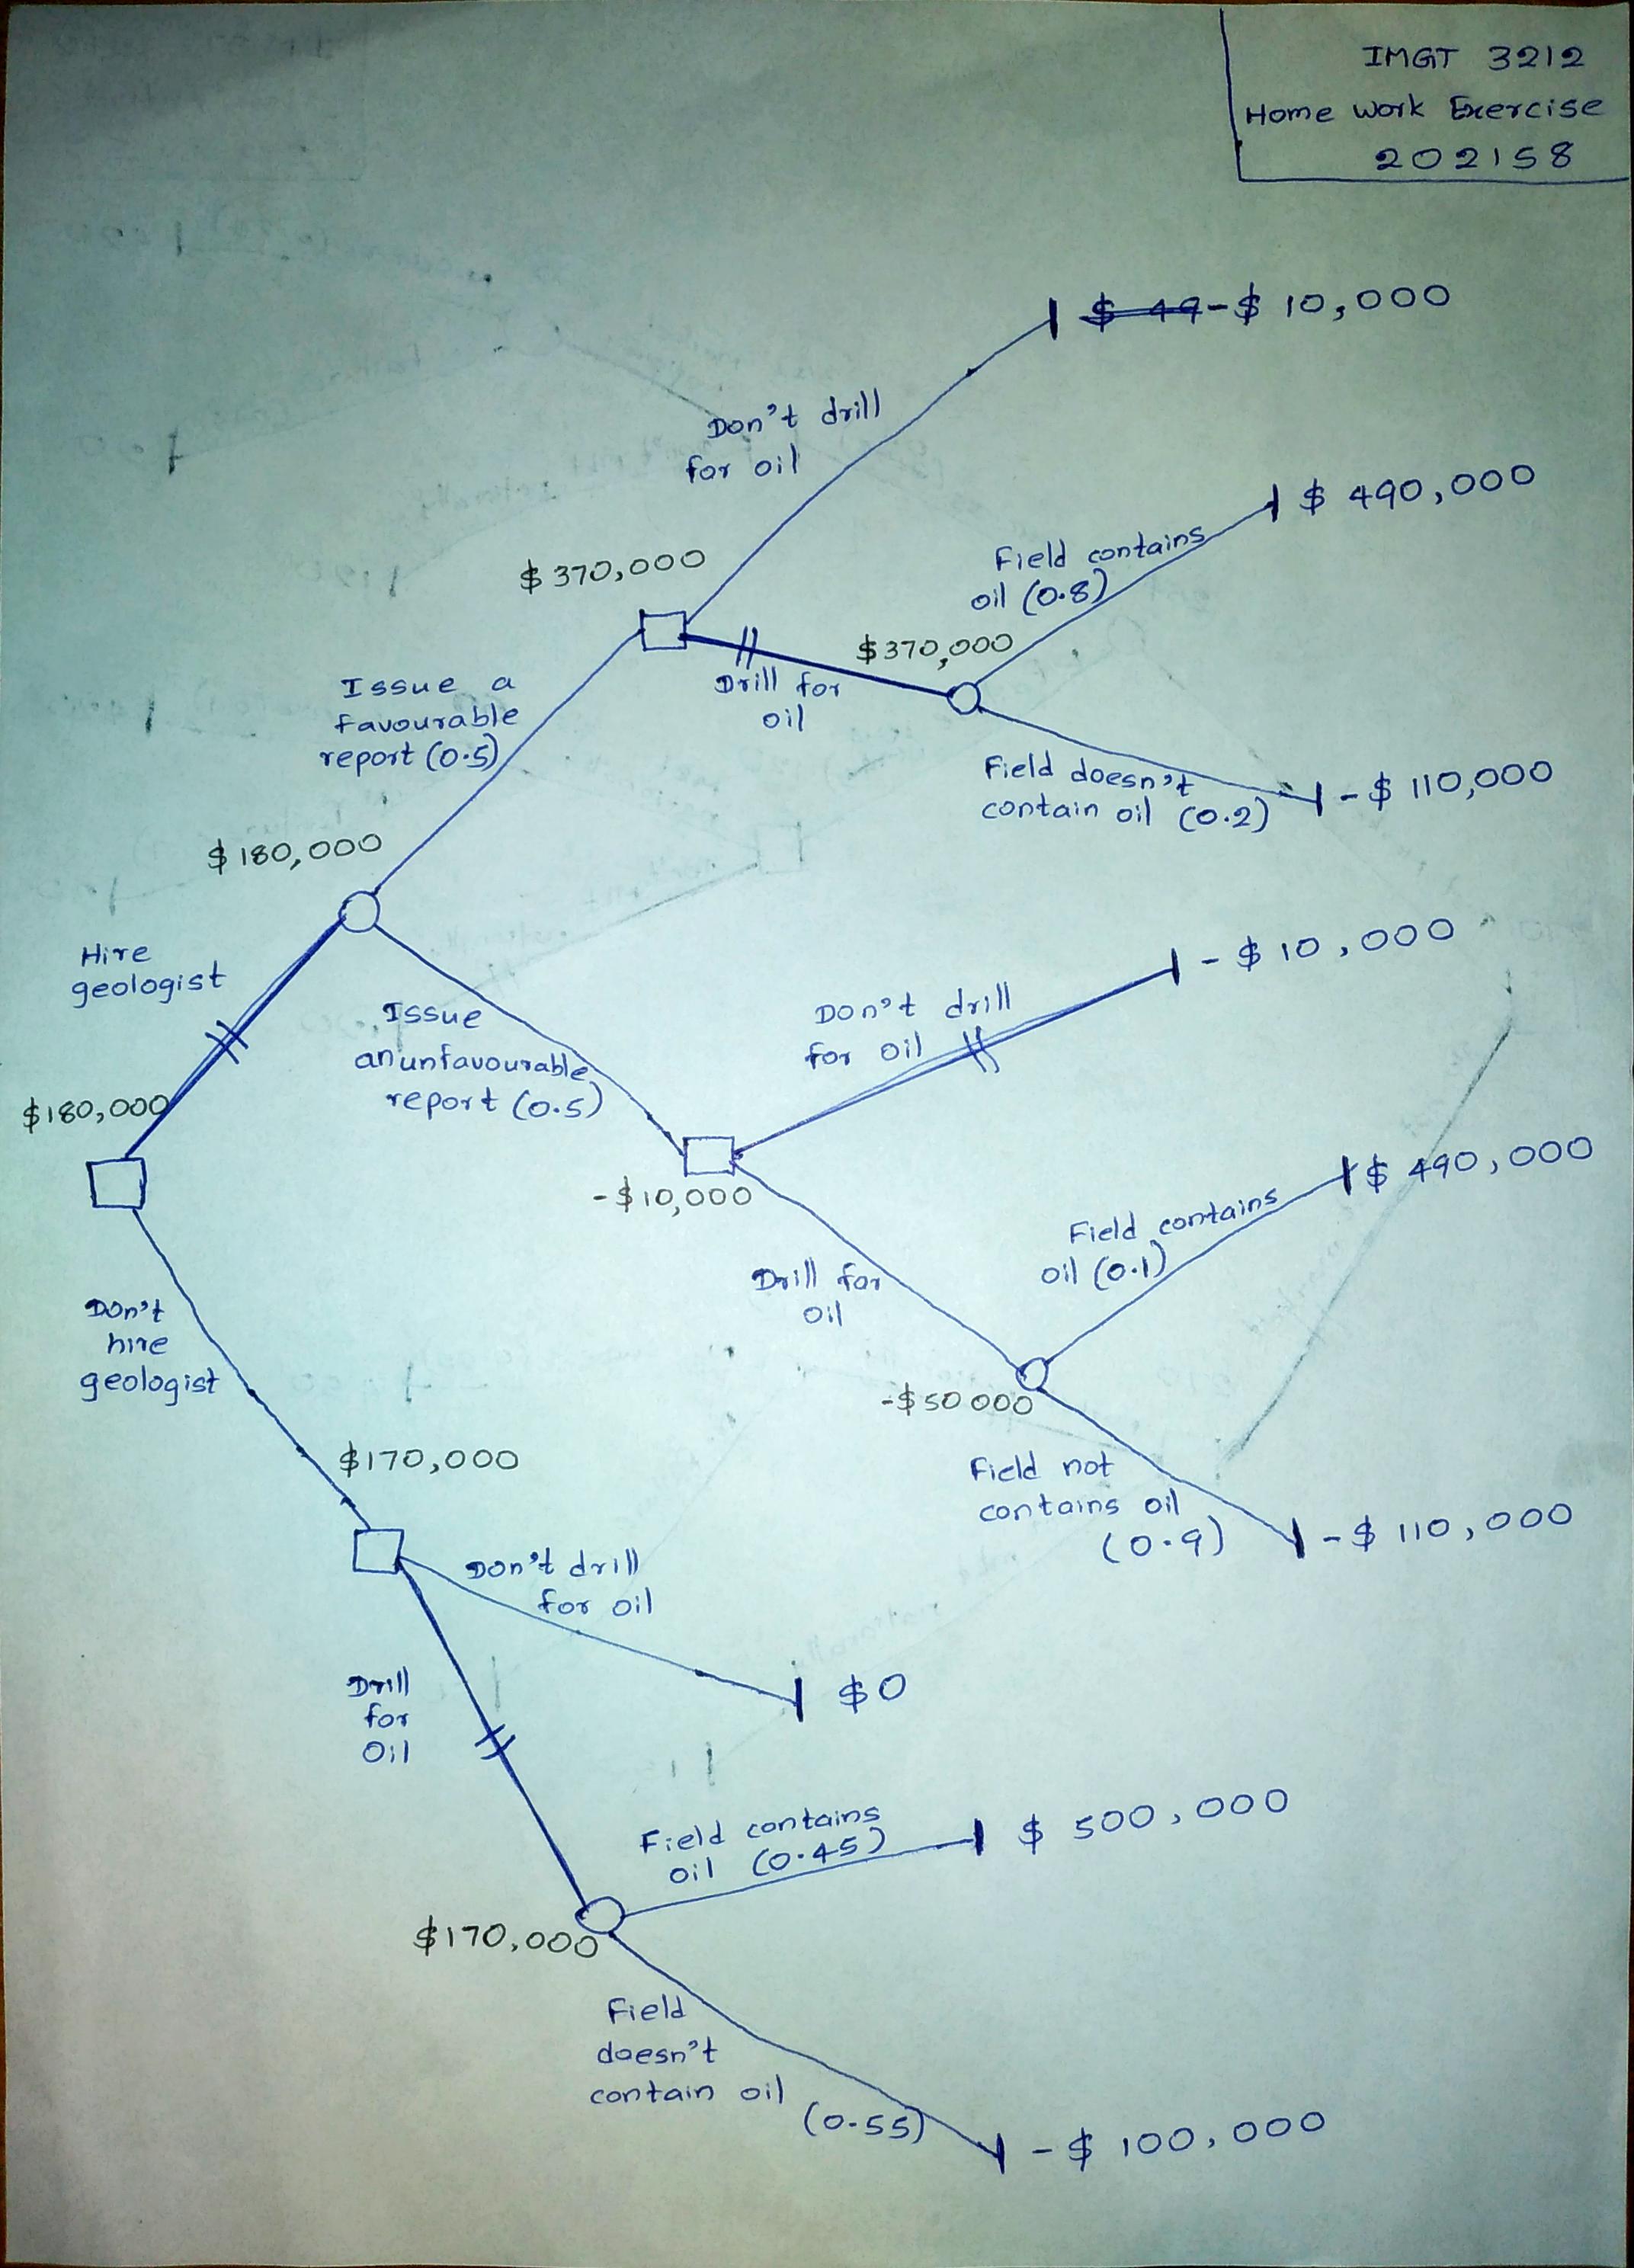 IMGT 3212
Home work Exercise
202158
$ 49 -$ 10,000
Don't drill
for oil
$ 490,000
Field contains
oil (0.8)
$370,000
$370,000
Drill for
oil
Issue a
favourable
report (0.5)
Field doesn't
contain oil (0.2)
-$ 110,000
$180,000
Hire
geologist
-$ 10,000
Don't drill
for oil
Issue
an unfavourable
report (0.5)
$180,000
-$10,000
$ 490,000
Field contains
oil (0.1)
Drill for
oil
Don't
hire
geologist
-$50 000
$170,000
Field not
contains oil
(0.9)
-$ 110,000
Don't drill
for oil
$0
Drill
for
Oil
Field contains
oil (0.45)
$ 500,000
$170,000
Field
doesn't
contain oil
(0.55)
-$ 100,000